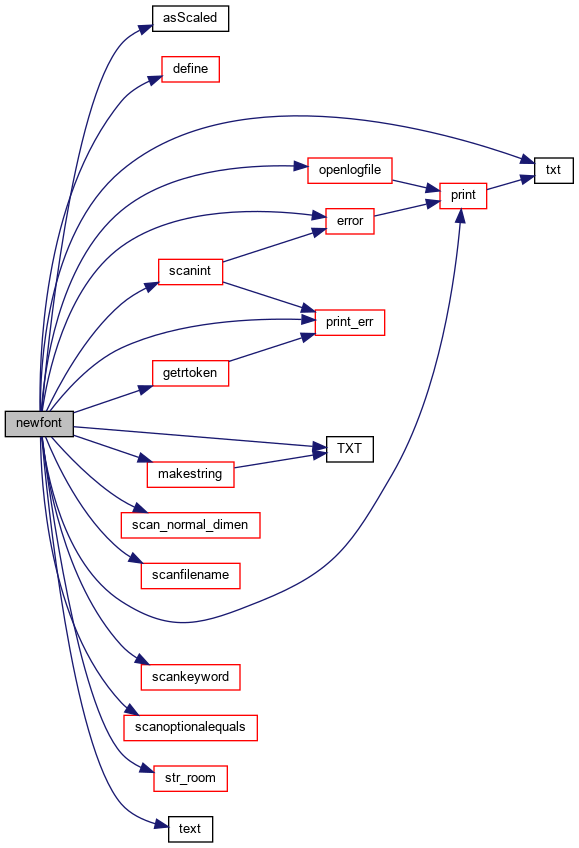 asScaled
define
txt
openlogfile
print
error
scanint
print_err
getrtoken
newfont
TXT
makestring
scan_normal_dimen
scanfilename
scankeyword
scanoptionalequals
str_room
text